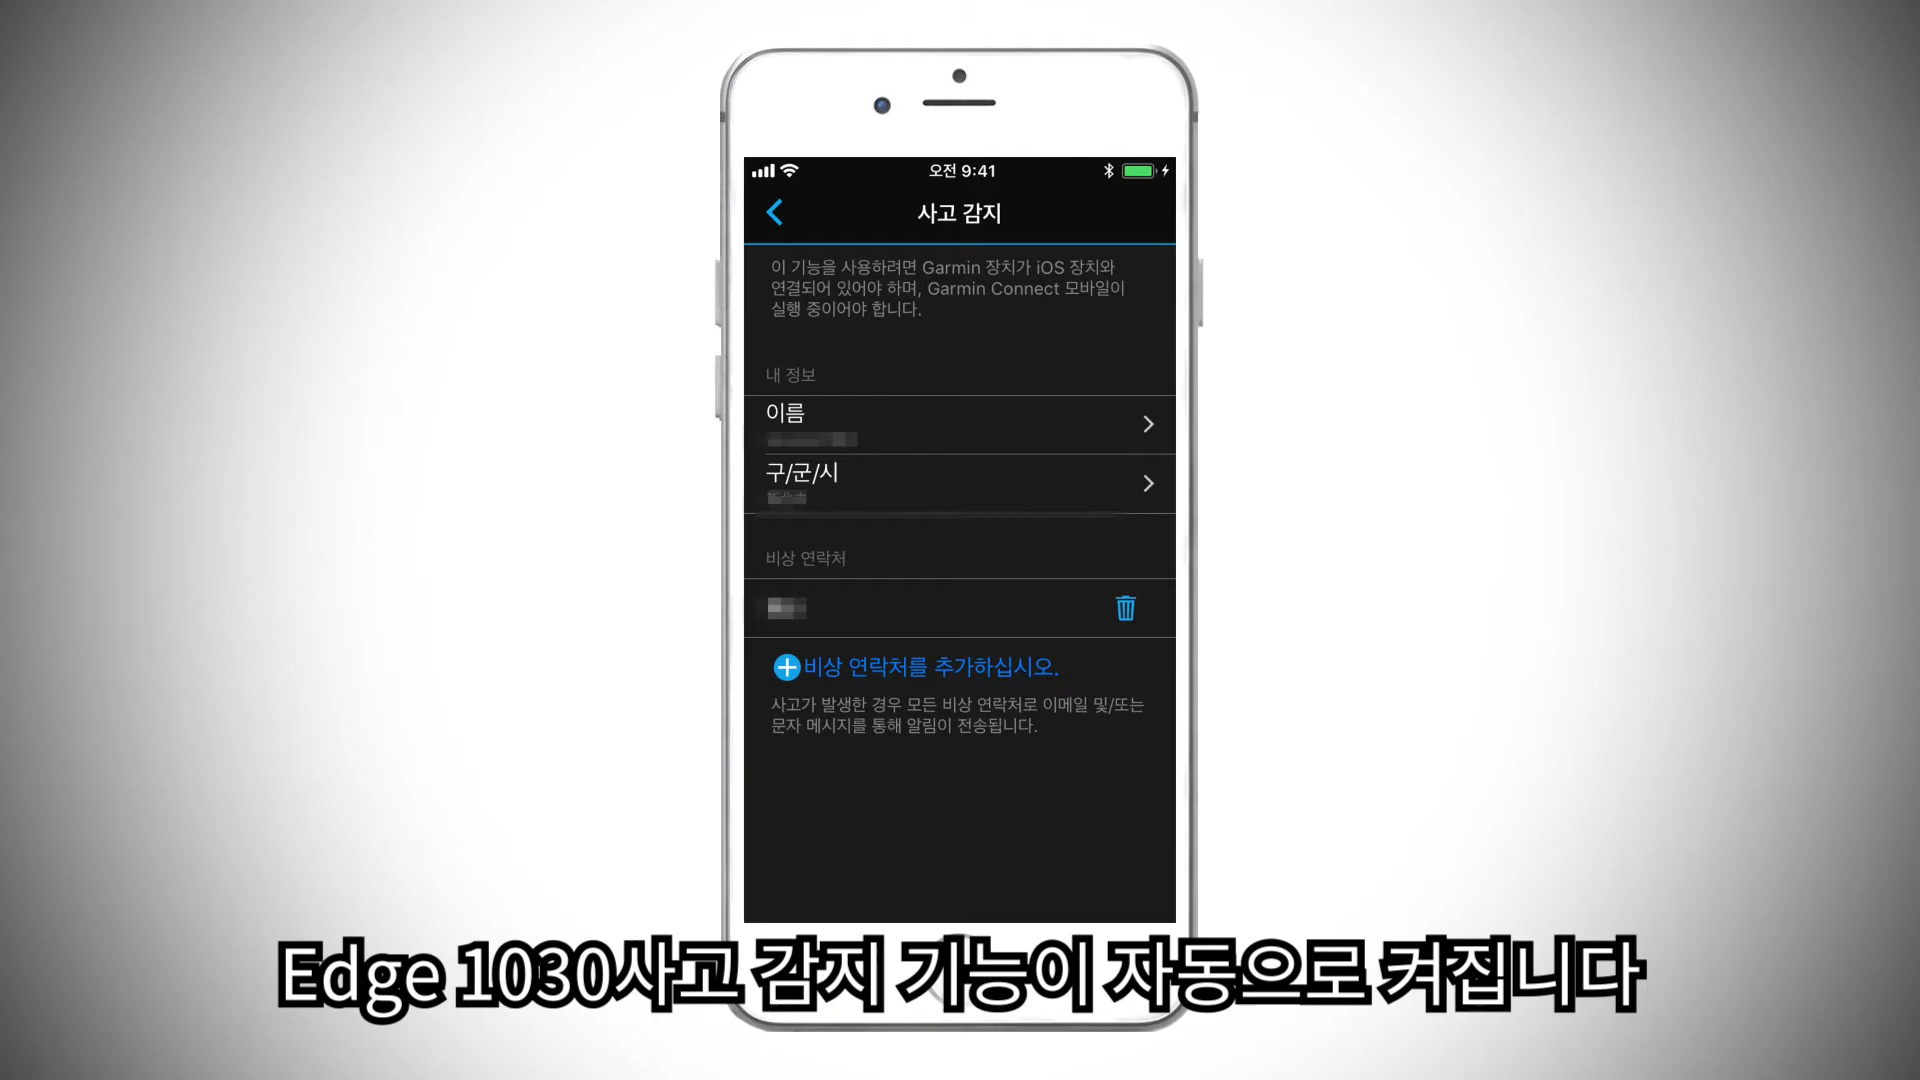 오전 9:41
사고 감지
이 기능을 사용하려면 Garmin 장치가 iOS 장치와
연결되어 있어야 하며, Garmin Connect 모바일이
실행 중이어야 합니다.
내 정보
이름
구/군/시
비상 연락처
비상 연락처를 추가하십시오.
사고가 발생한 경우 모든 비상 연락처로 이메일 및/또는
문자 메시지를 통해 알림이 전송됩니다.
Edge 1030사고 감지 기능이 자동으로 켜집니다